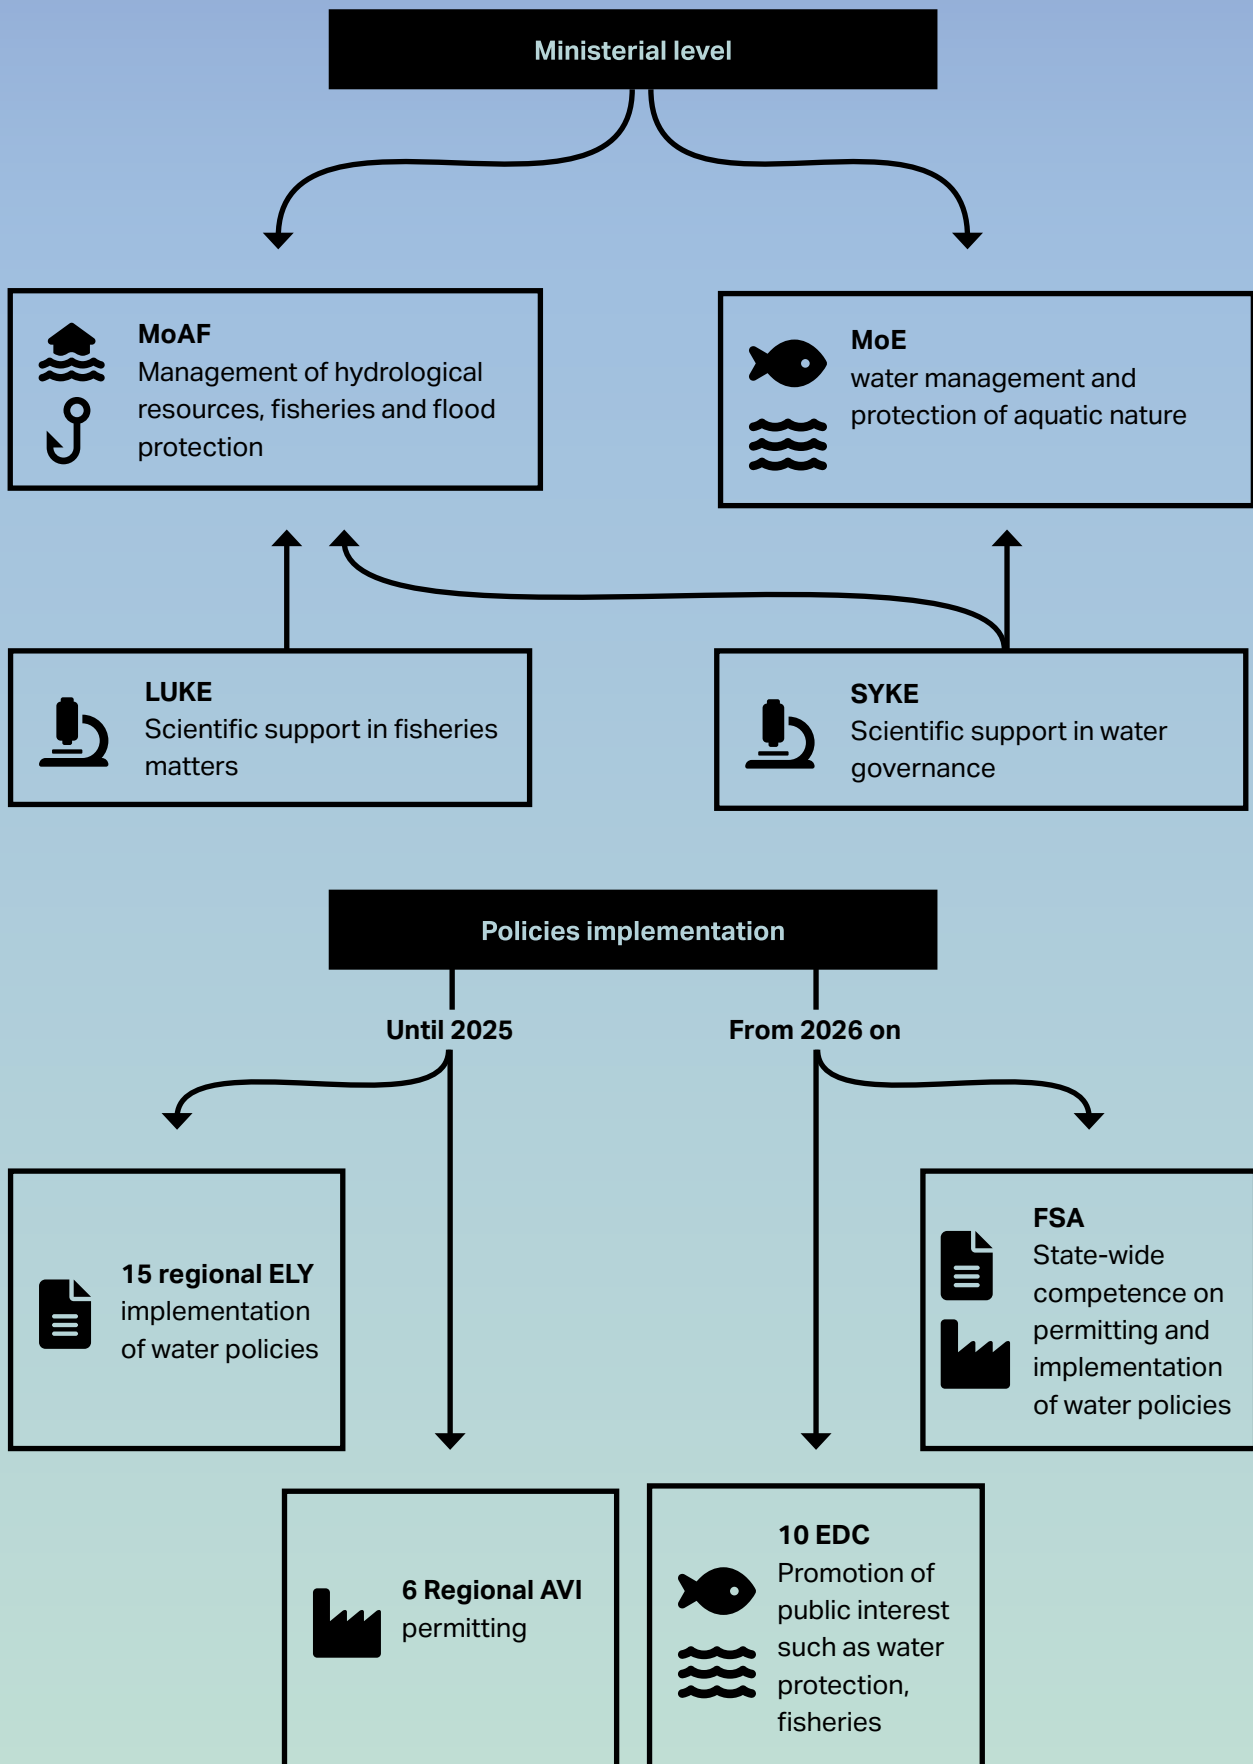 Ministerial level
MoAF
Management of hydrological
resources, fisheries and flood
protection
MoE
water management and
protection of aquatic nature
LUKE
Scientific support in fisheries
matters
SYKE
Scientific support in water
governance
Policies implementation
Until 2025
From 2026 on
15 regional ELY
implementation
of water policies
FSA
State-wide
competence on
permitting and
implementation
of water policies
6 Regional AVI
permitting
10 EDC
Promotion of
public interest
such as water
protection,
fisheries